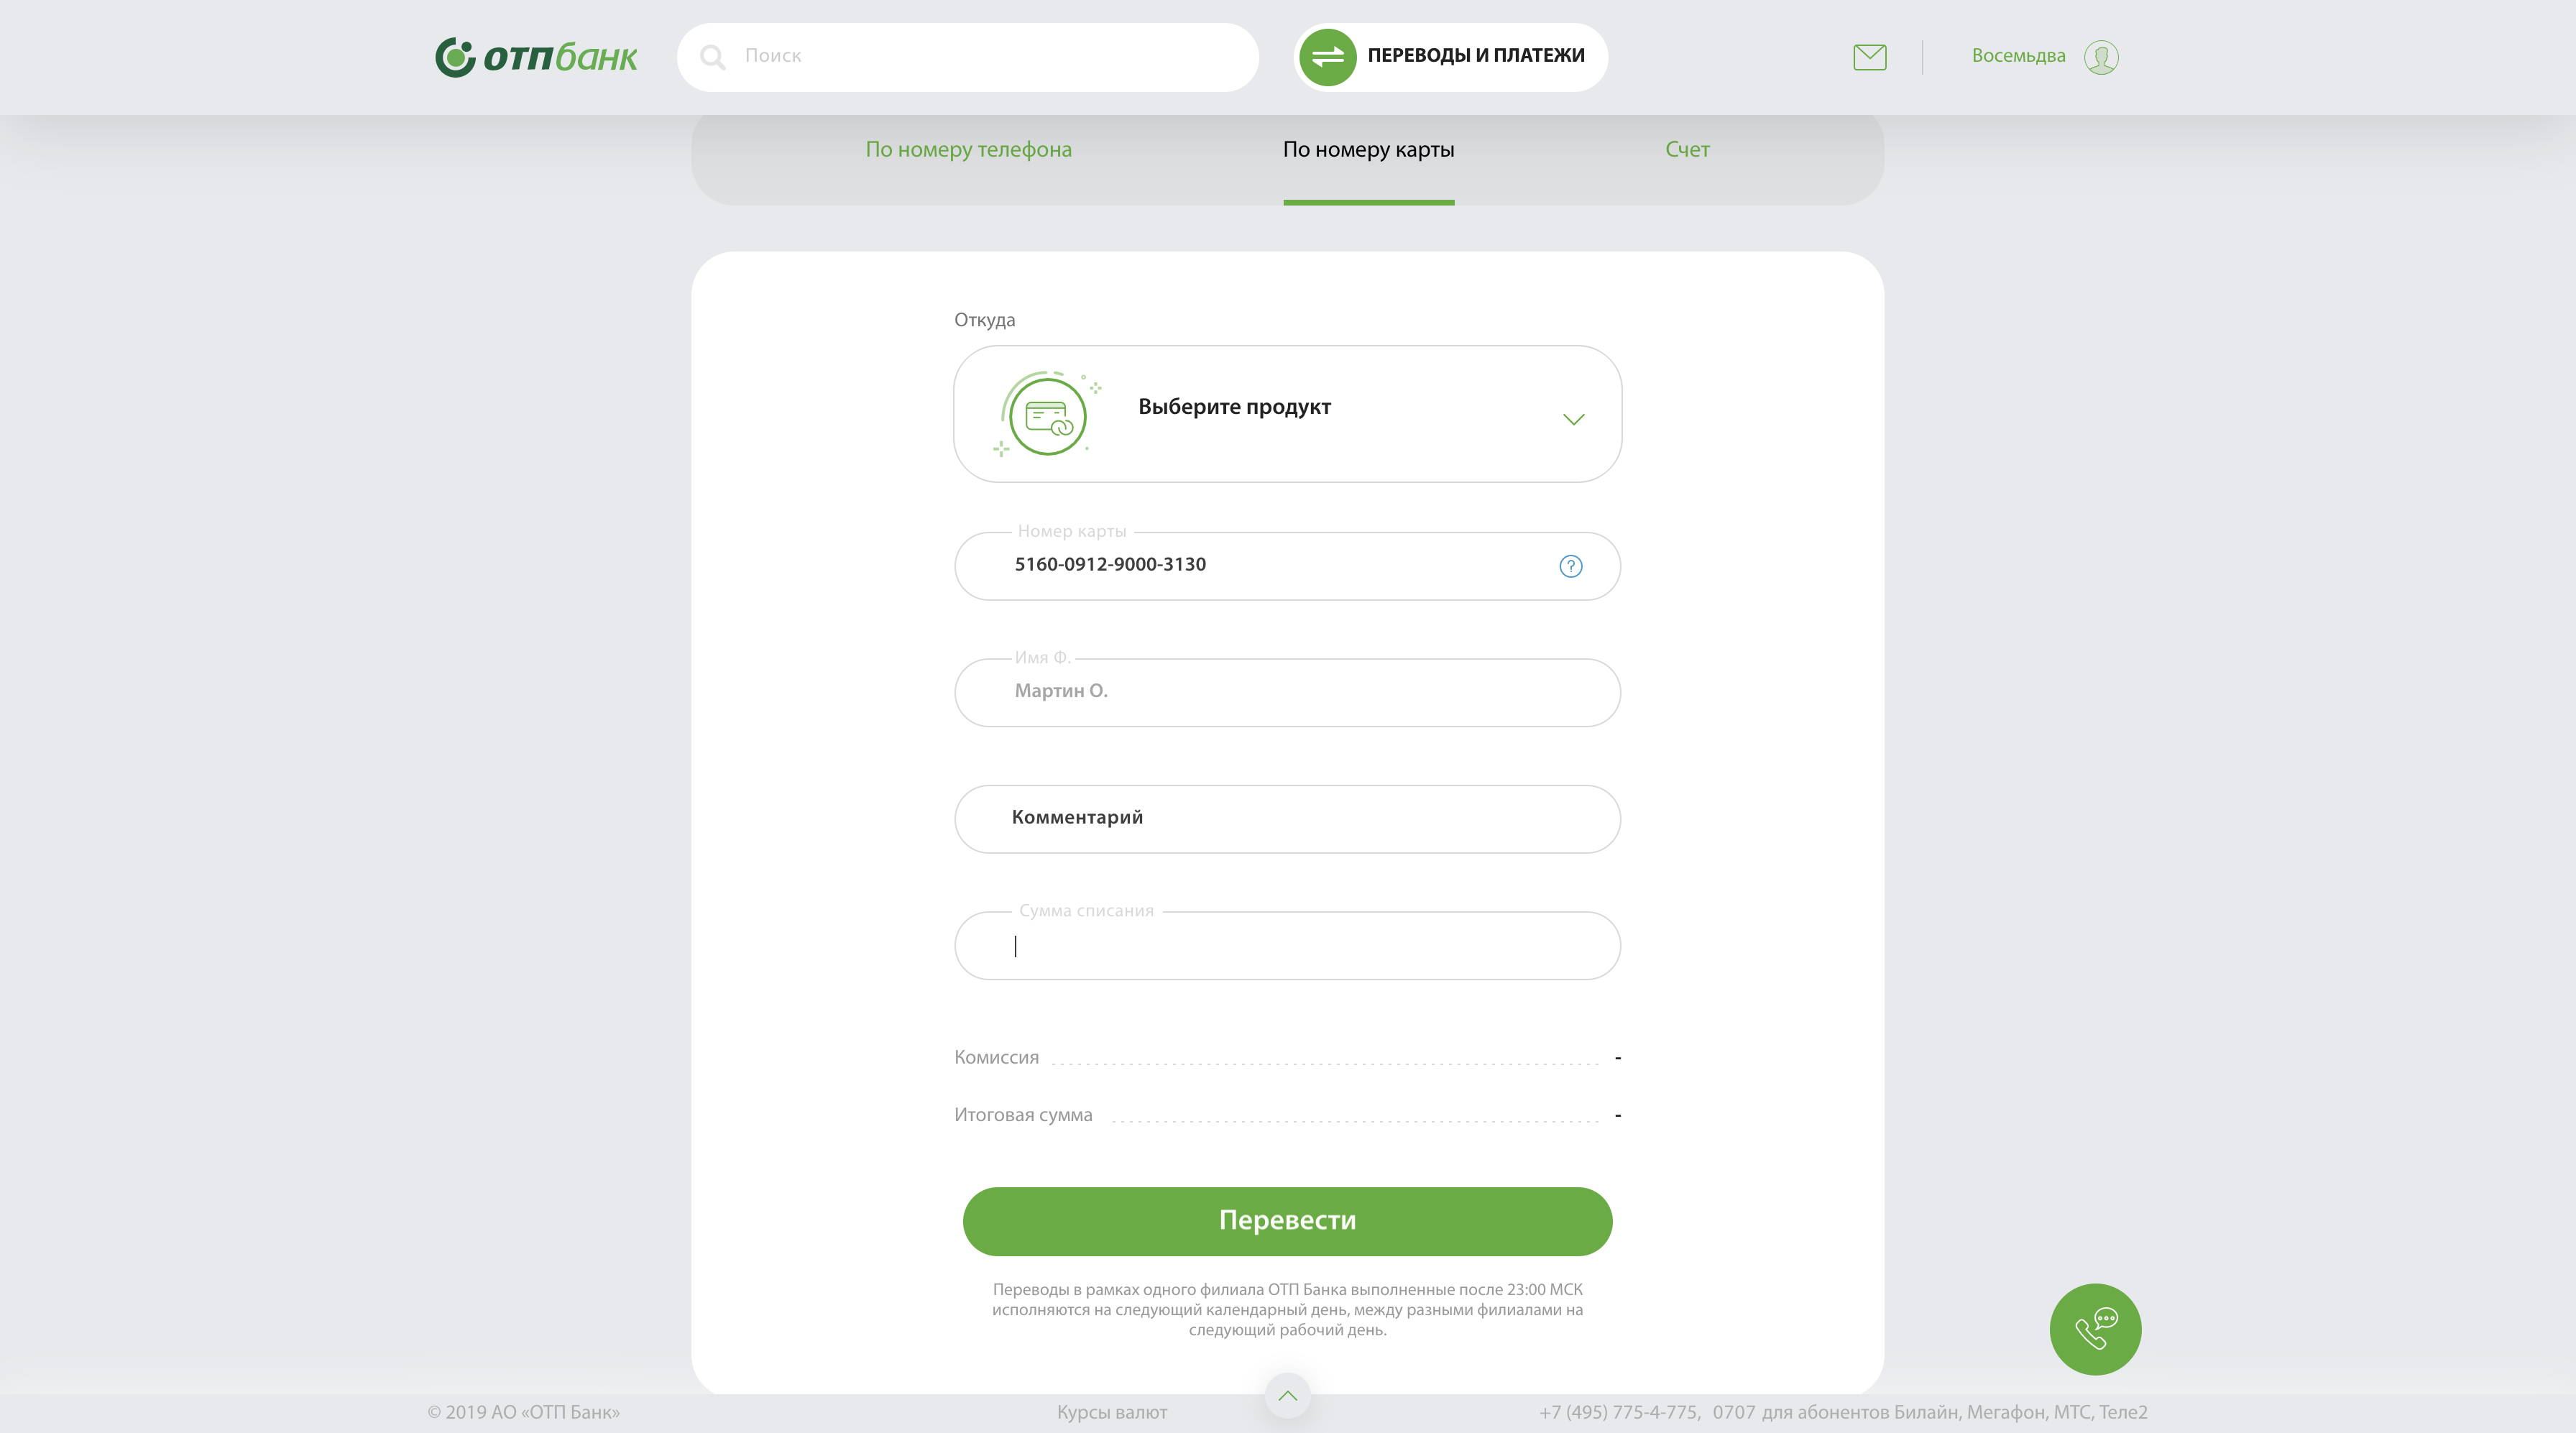 отпбанк
Поиск
ПЕРЕВОДЫ И ПЛАТЕЖИ
Восемьдва
По номеру телефона
По номеру карты
Счет
Откуда
Выберите продукт
Номер карты
5160-0912-9000-3130
?
Имя Ф.
Мартин О.
Комментарий
Сумма списания
Комиссия -
Итоговая сумма -
Перевести
Переводы в рамках одного филиала ОТП Банка выполненные после 23:00 МСК
исполняются на следующий календарный день, между разными филиалами на
следующий рабочий день.
© 2019 АО «ОТП Банк»
Курсы валют
+7 (495) 775-4-775, 0707 для абонентов Билайн, Мегафон, МТС, Теле2